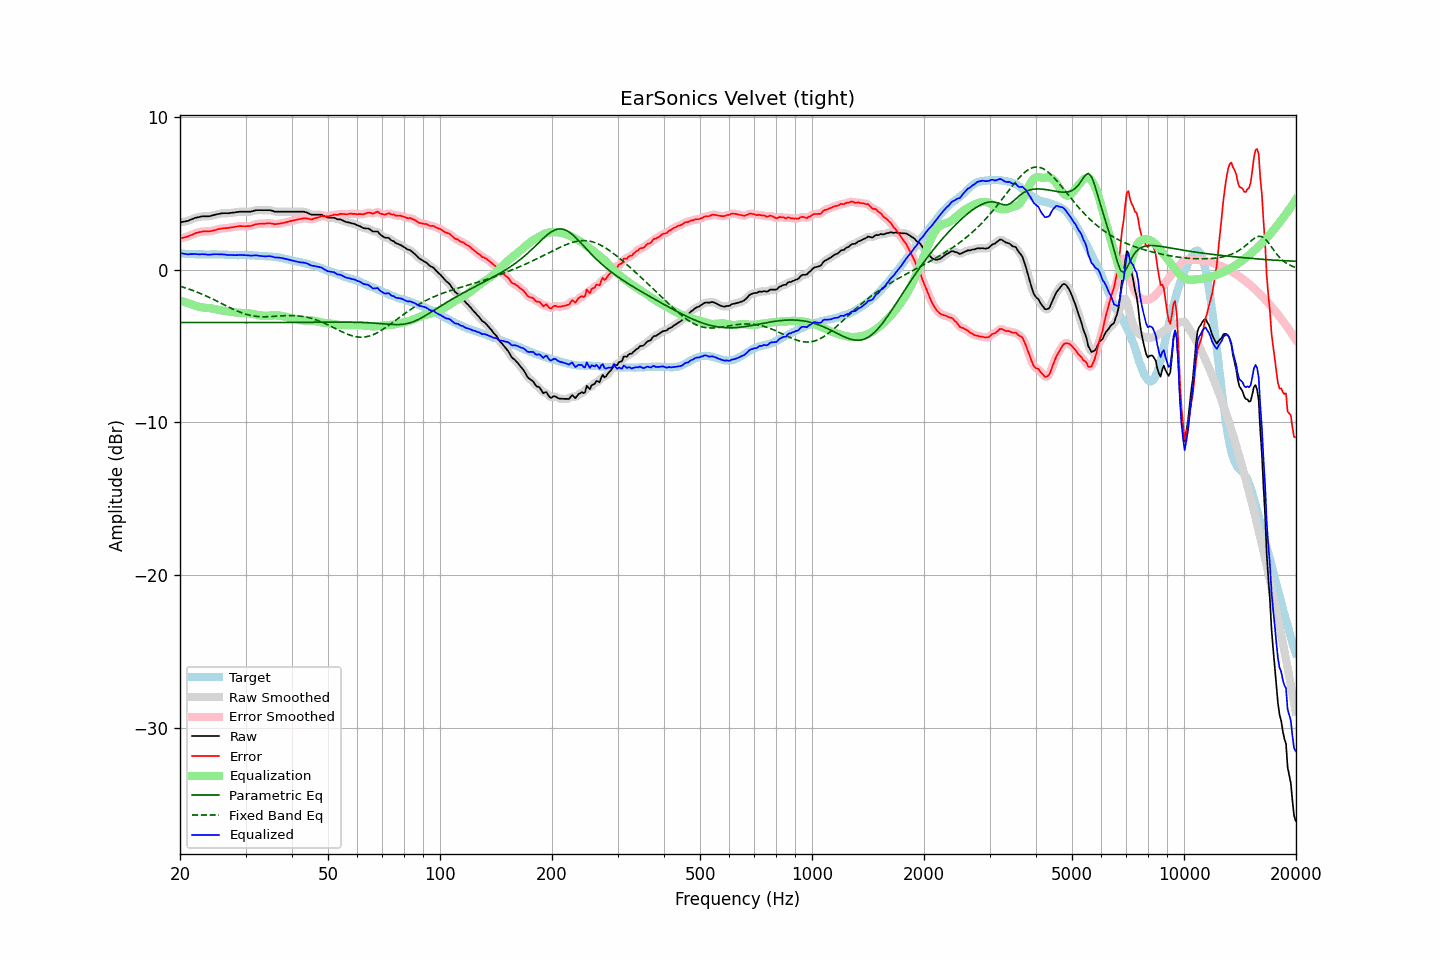 EarSonics Velvet (tight)
Amplitude (dBr)
10
0
−10
−20
−30
Target
Raw Smoothed
Error Smoothed
Raw
Error
Equalization
Parametric Eq
Fixed Band Eq
Equalized
20 50 100 200 500 1000 2000 5000 10000 20000
Frequency (Hz)